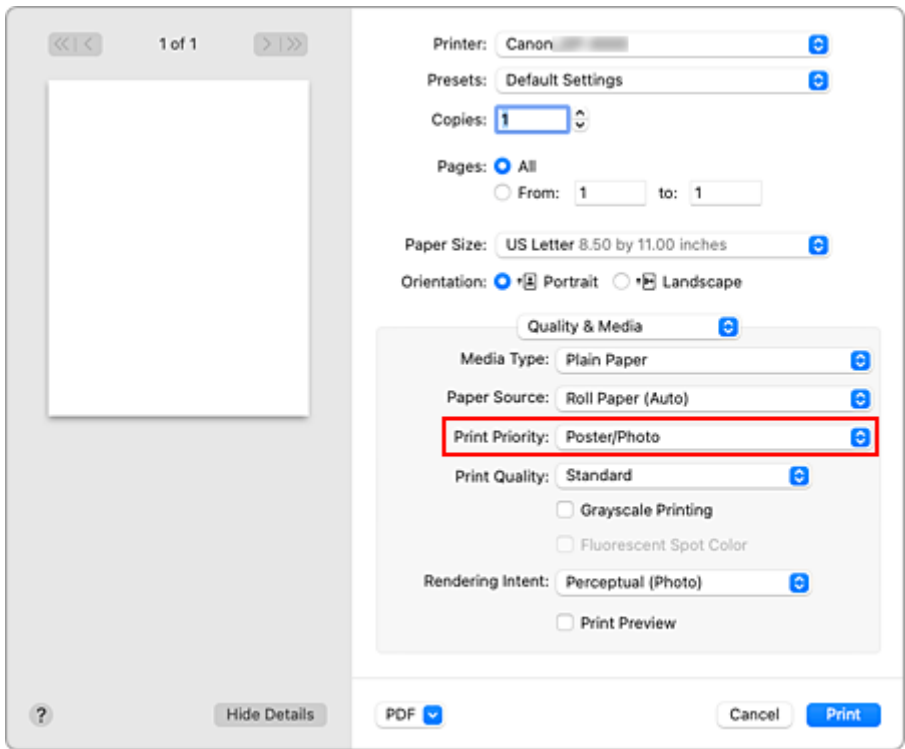 1 of 1
Printer: Canon
Presets: Default Settings
Copies: 1
Pages: All
From: 1 to: 1
Paper Size: US Letter 8.50 by 11.00 inches
Orientation: Portrait Landscape
Quality & Media
Media Type: Plain Paper
Paper Source: Roll Paper (Auto)
Print Priority: Poster/Photo
Print Quality: Standard
Grayscale Printing
Fluorescent Spot Color
Rendering Intent: Perceptual (Photo)
Print Preview
? Hide Details PDF Cancel Print